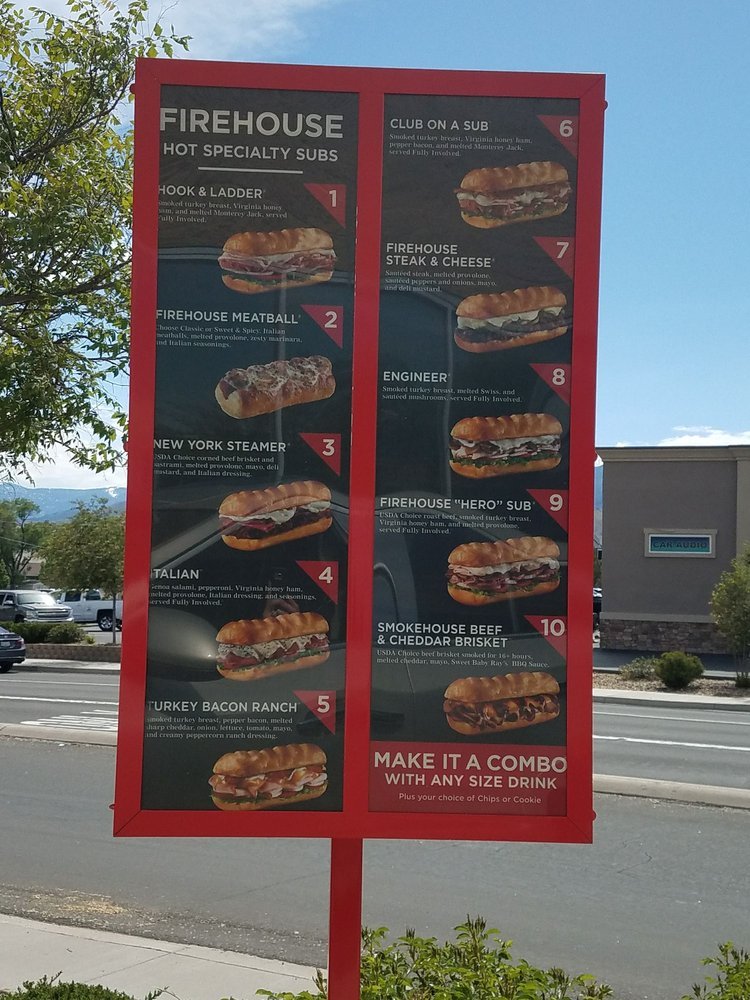 FIREHOUSE
HOT SPECIALTY SUBS
HOOK & LADDER®
1
Smoked turkey breast, Virginia honey
ham, and melted Monterey Jack, served
Fully Involved.
FIREHOUSE MEATBALL®
2
Choose Classic or Sweet & Spicy. Italian
meatballs, melted provolone, zesty marinara,
and Italian seasonings.
NEW YORK STEAMER®
3
USDA Choice corned beef brisket and
pastrami, melted provolone, mayo, deli
mustard, and Italian dressing.
ITALIAN
4
Genoa salami, pepperoni, Virginia honey ham,
melted provolone, Italian dressing, and seasonings,
served Fully Involved.
TURKEY BACON RANCH
5
Smoked turkey breast, pepper bacon, melted
sharp cheddar, onion, lettuce, tomato, mayo,
and creamy peppercorn ranch dressing.
CLUB ON A SUB
6
Smoked turkey breast, Virginia honey ham,
pepper bacon, and melted Monterey Jack,
served Fully Involved.
FIREHOUSE
STEAK & CHEESE®
7
Sautéed steak, melted provolone,
sautéed peppers and onions, mayo,
and deli mustard.
ENGINEER®
8
Smoked turkey breast, melted Swiss, and
sautéed mushrooms, served Fully Involved.
FIREHOUSE "HERO" SUB®
9
USDA Choice roast beef, smoked turkey breast,
Virginia honey ham, and melted provolone,
served Fully Involved.
SMOKEHOUSE BEEF
& CHEDDAR BRISKET
10
USDA Choice beef brisket smoked for 16+ hours,
melted cheddar, mayo, Sweet Baby Ray's® BBQ Sauce.
MAKE IT A COMBO
WITH ANY SIZE DRINK
Plus your choice of Chips or Cookie
CAR AUDIO